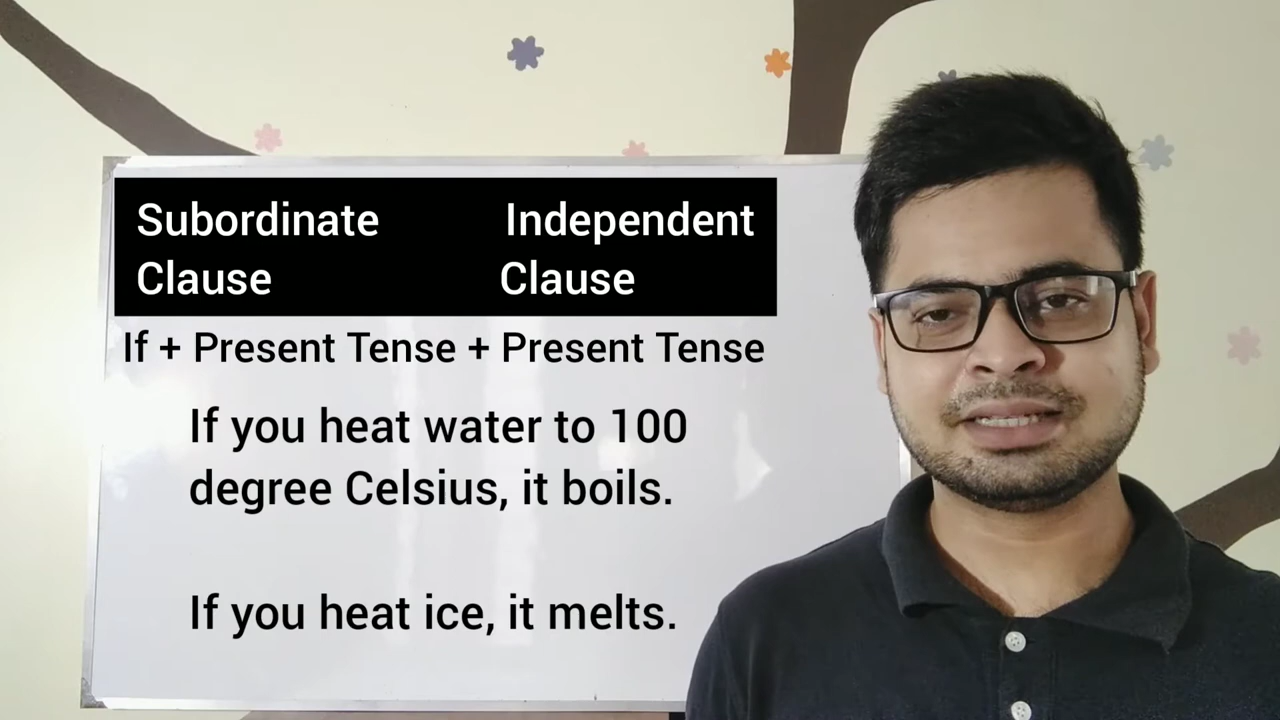 Subordinate Independent
Clause Clause
If + Present Tense + Present Tense
If you heat water to 100
degree Celsius, it boils.
If you heat ice, it melts.